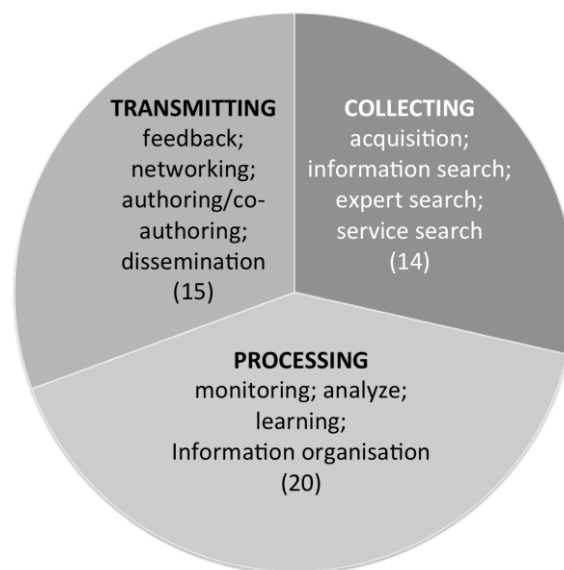 TRANSMITTING
feedback;
networking;
authoring/co-
authoring;
dissemination
(15)
COLLECTING
acquisition;
information search;
expert search;
service search
(14)
PROCESSING
monitoring; analyze;
learning;
Information organisation
(20)